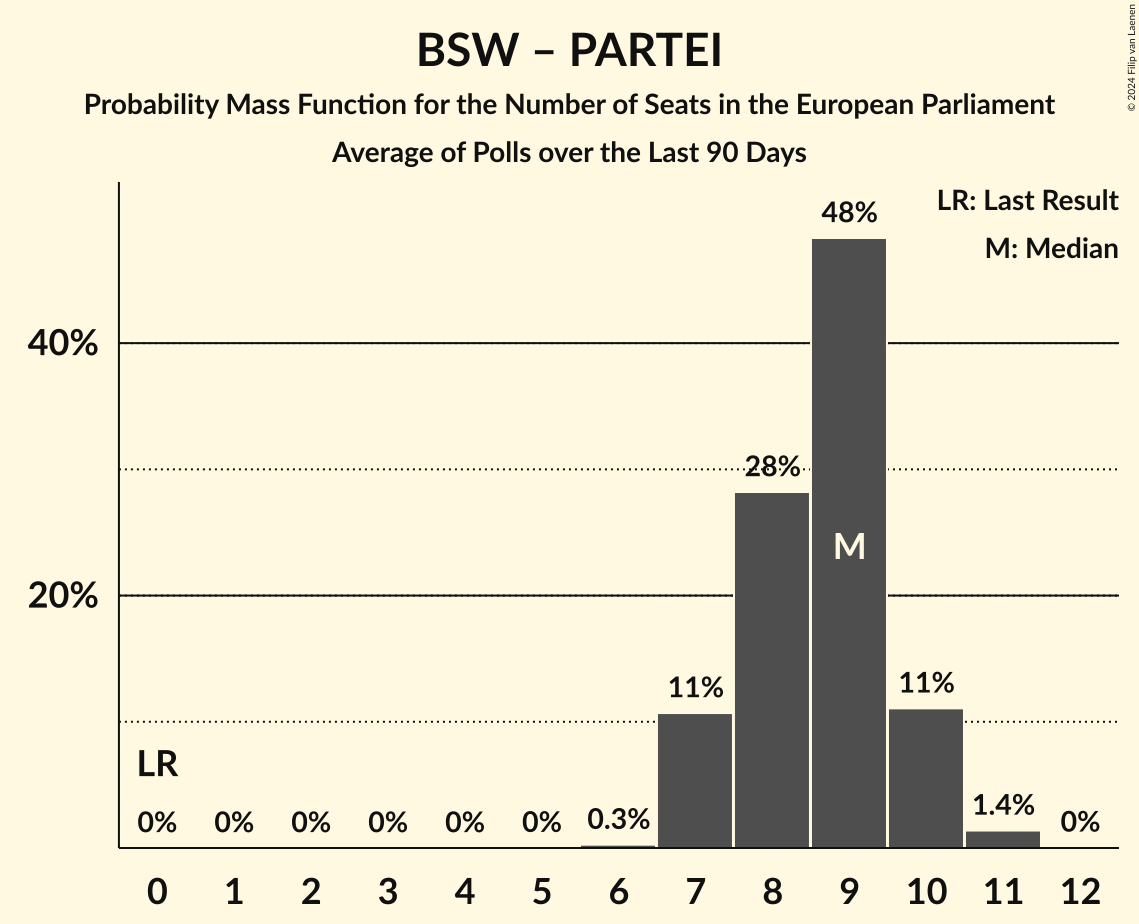 BSW – PARTEI
Probability Mass Function for the Number of Seats in the European Parliament
Average of Polls over the Last 90 Days
© 2024 Filip van Laenen
LR: Last Result
M: Median
48%
40%
28%
M
20%
11%
11%
LR
0%
0%
0%
0%
0%
0%
0.3%
1.4%
0%
0 1 2 3 4 5 6 7 8 9 10 11 12